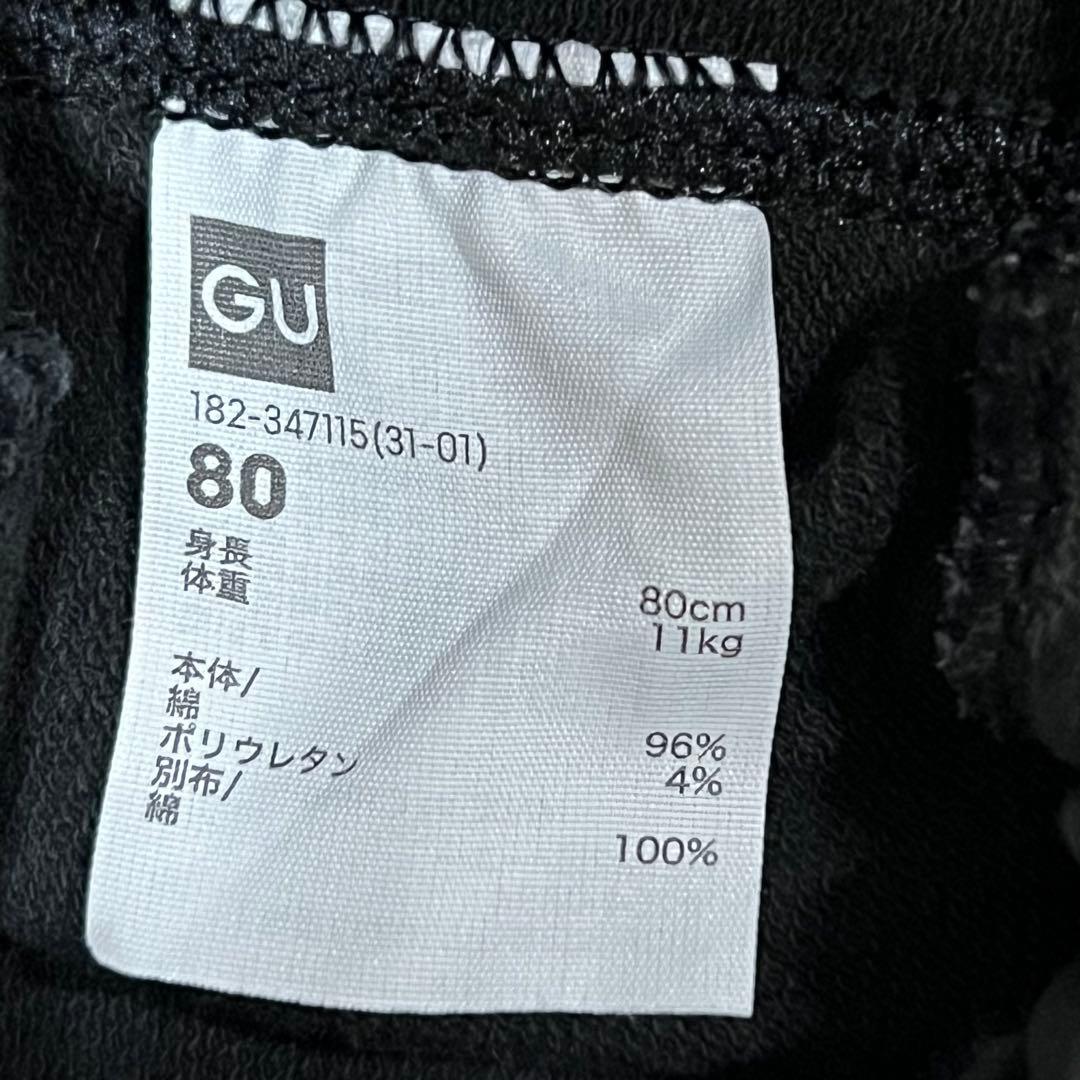 GU
182-347115(31-01)
80
身長 80cm
体重 11kg
本体/
綿 96%
ポリウレタン 4%
別布/
綿 100%